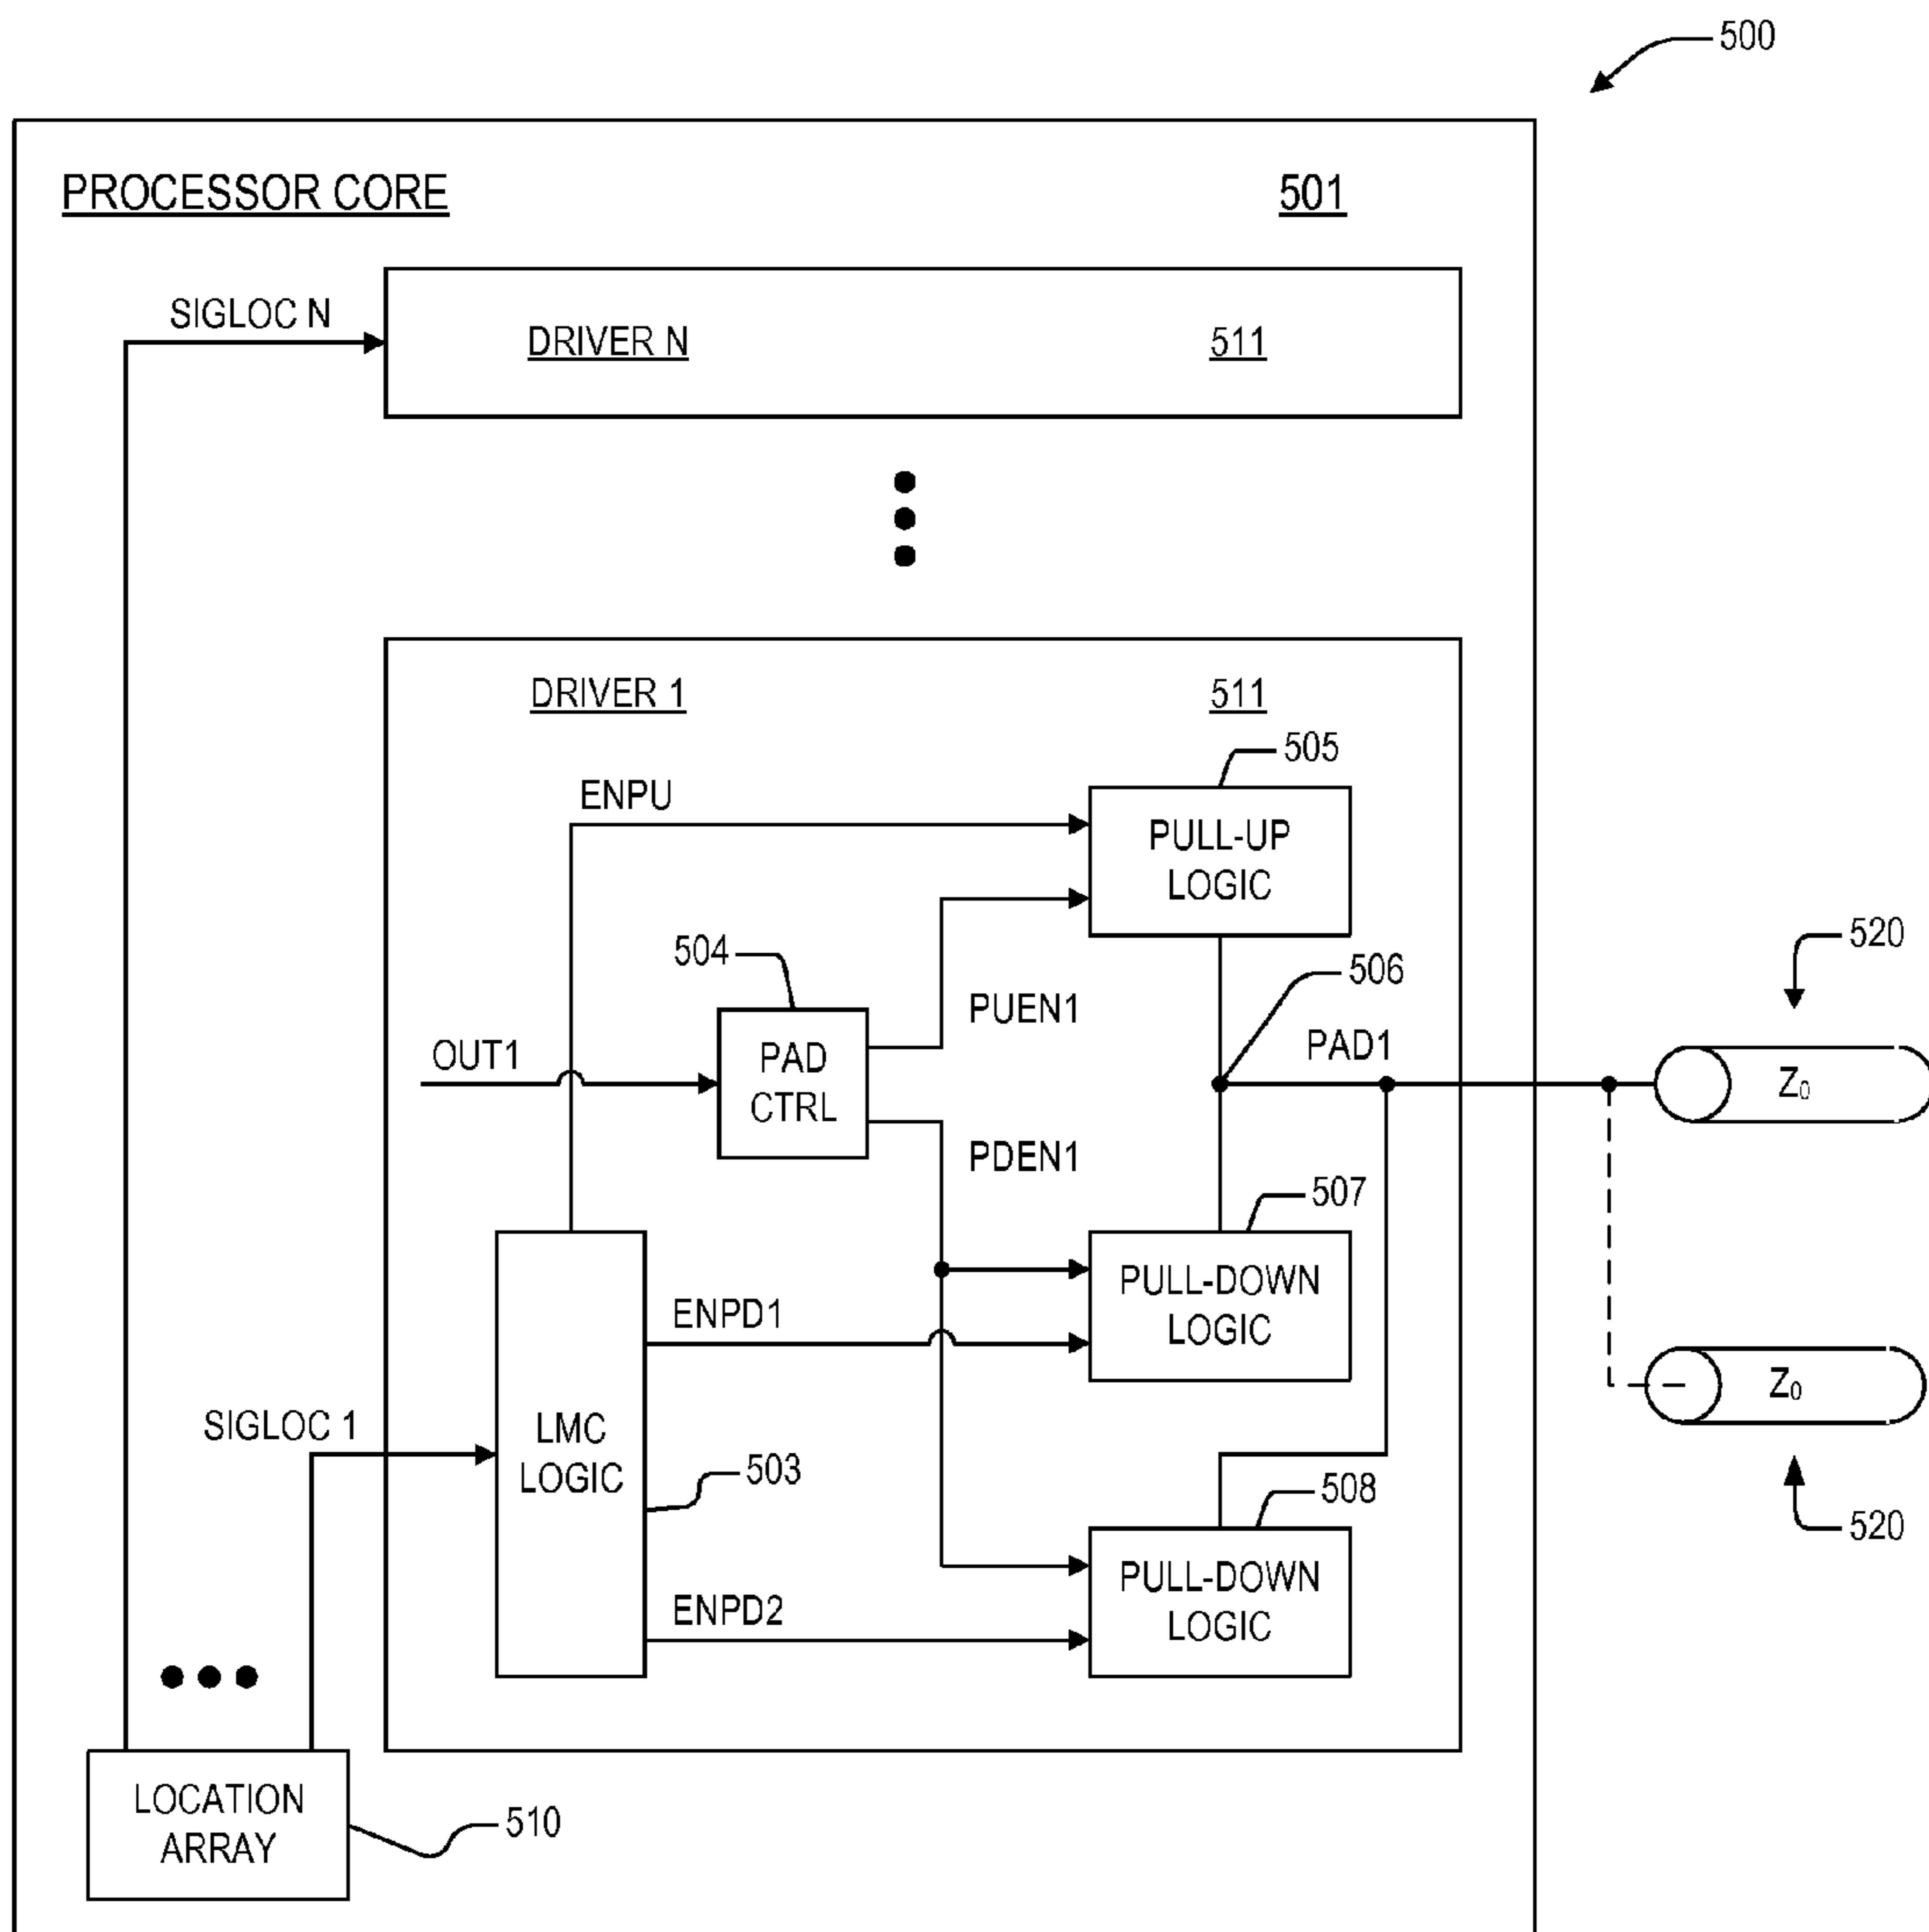 500
PROCESSOR CORE 501
SIGLOC N
DRIVER N 511
DRIVER 1 511
505
ENPU
PULL-UP
LOGIC
504
PUEN1
506
520
OUT1
PAD
CTRL
PAD1
Z0
PDEN1
507
ENPD1
PULL-DOWN
LOGIC
Z0
SIGLOC 1
LMC
LOGIC
503
508
520
ENPD2
PULL-DOWN
LOGIC
LOCATION
ARRAY
510